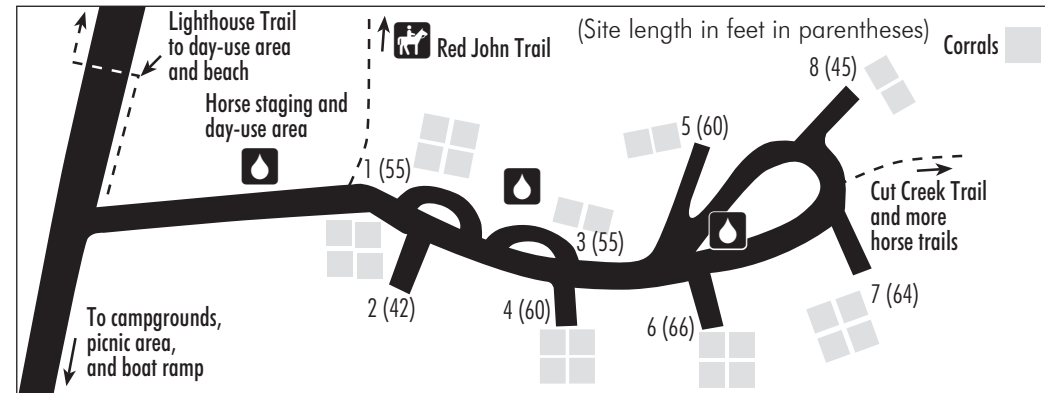 Lighthouse Trail
to day-use area
and beach
Red John Trail
(Site length in feet in parentheses)
Corrals
8 (45)
Horse staging and
day-use area
5 (60)
1 (55)
Cut Creek Trail
and more
horse trails
3 (55)
7 (64)
2 (42)
4 (60)
6 (66)
To campgrounds,
picnic area,
and boat ramp